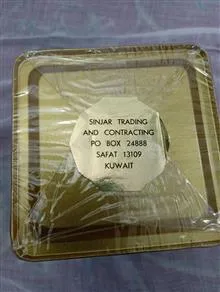 SINJAR TRADING
AND CONTRACTING
PO BOX 24888
SAFAT 13109
KUWAIT